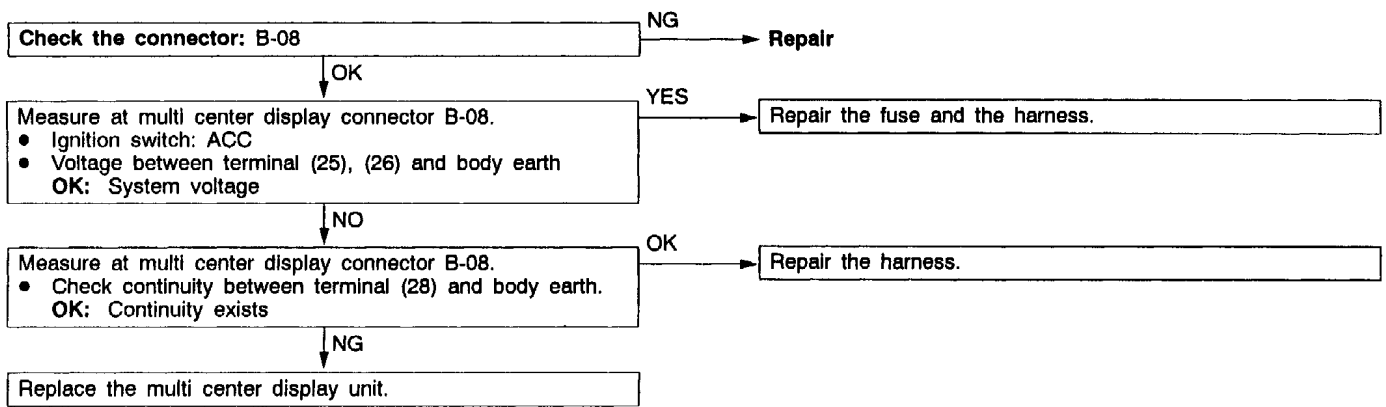 Check the connector: B-08
NG
Repair
OK
Measure at multi center display connector B-08.
YES
Repair the fuse and the harness.
• Ignition switch: ACC
• Voltage between terminal (25), (26) and body earth
OK: System voltage
NO
Measure at multi center display connector B-08.
OK
Repair the harness.
• Check continuity between terminal (28) and body earth.
OK: Continuity exists
NG
Replace the multi center display unit.